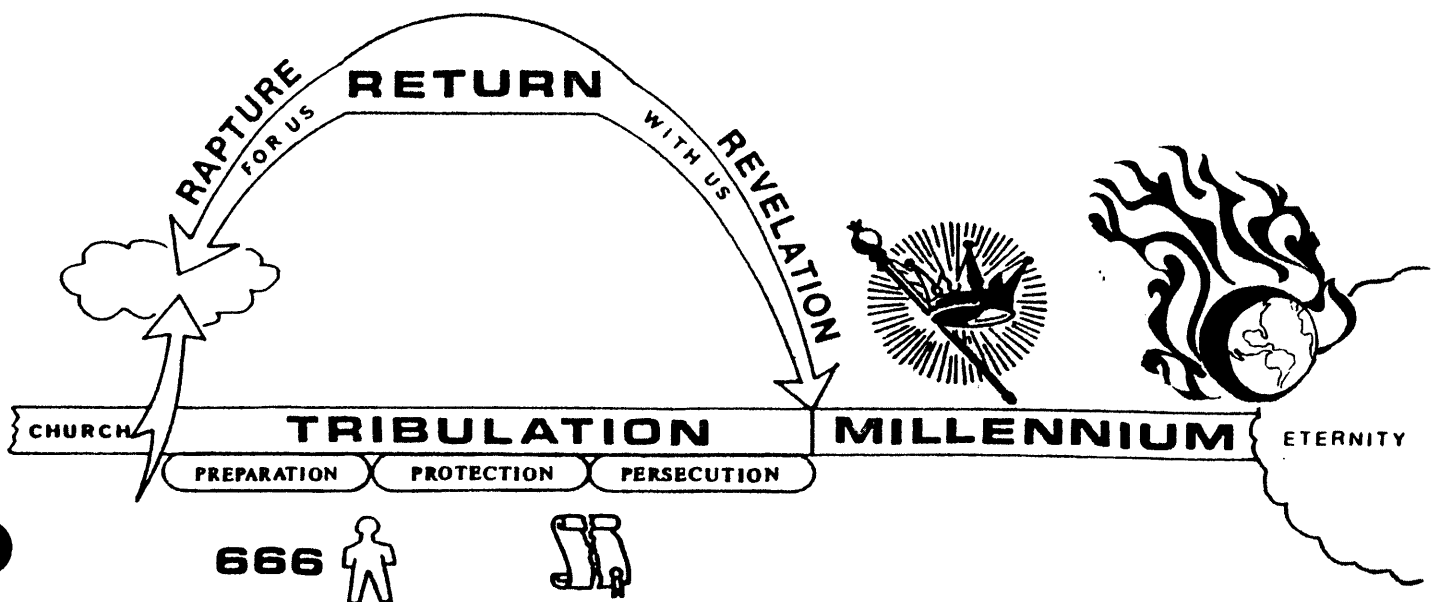 RETURN
RAPTURE
FOR US
WITH US
REVELATION
CHURCH
TRIBULATION
MILLENNIUM
ETERNITY
PREPARATION
PROTECTION
PERSECUTION
666